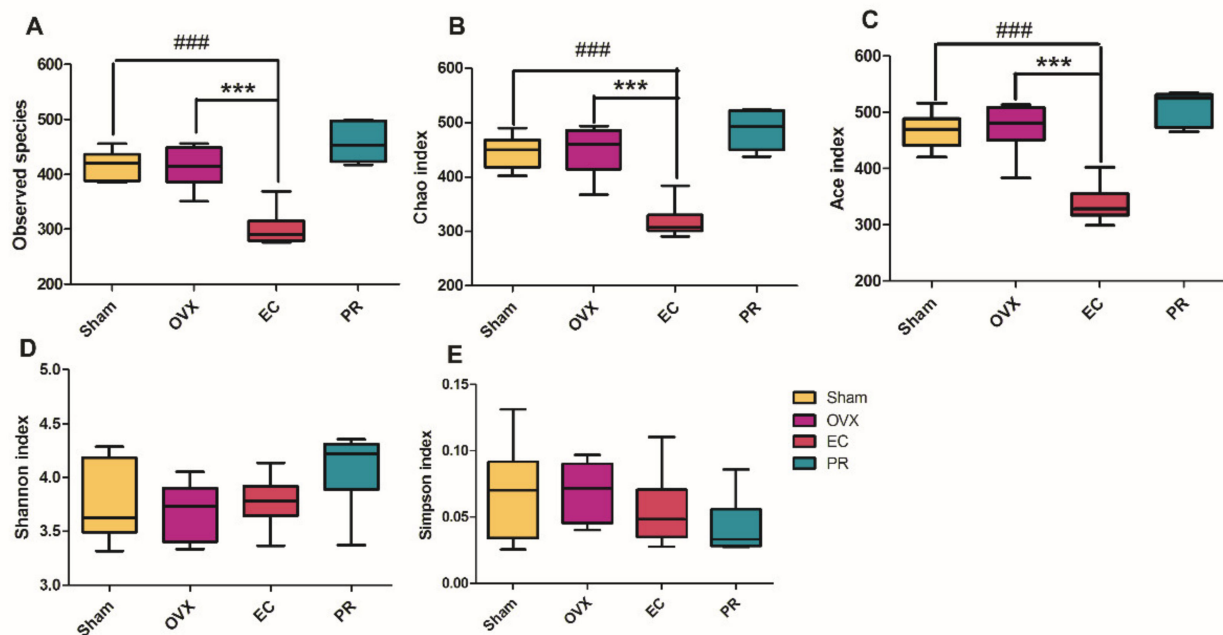 A
###
***
Observed species
600
500
400
300
200
Sham
OVX
EC
PR
B
###
***
Chao index
600
500
400
300
200
Sham
OVX
EC
PR
C
###
***
Ace index
600
500
400
300
200
Sham
OVX
EC
PR
D
Shannon index
5.0
4.5
4.0
3.5
3.0
Sham
OVX
EC
PR
E
Simpson index
0.15
0.10
0.05
0.00
Sham
OVX
EC
PR
Sham
OVX
EC
PR